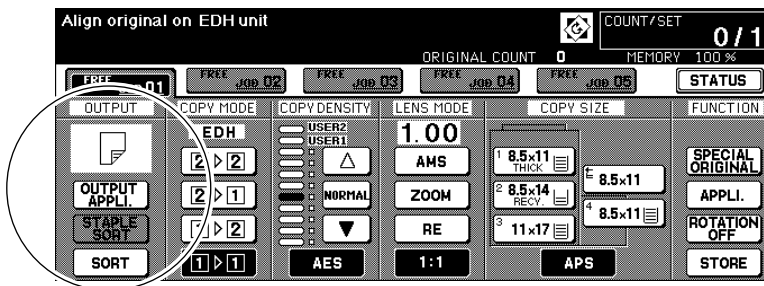 Align original on EDH unit
COUNT/SET
0/1
ORIGINAL COUNT 0 MEMORY 100 %
FREE JOB 01
FREE JOB 02
FREE JOB 03
FREE JOB 04
FREE JOB 05
STATUS
OUTPUT
OUTPUT
APPLI.
STAPLE
SORT
SORT
COPY MODE
EDH
2 ▷ 2
2 ▷ 1
1 ▷ 2
1 ▷ 1
COPY DENSITY
USER2
USER1
△
NORMAL
▼
AES
LENS MODE
1.00
AMS
ZOOM
RE
1:1
COPY SIZE
1 8.5x11
THICK
2 8.5x14
RECY.
3 11x17
8.5x11
4 8.5x11
APS
FUNCTION
SPECIAL
ORIGINAL
APPLI.
ROTATION
OFF
STORE